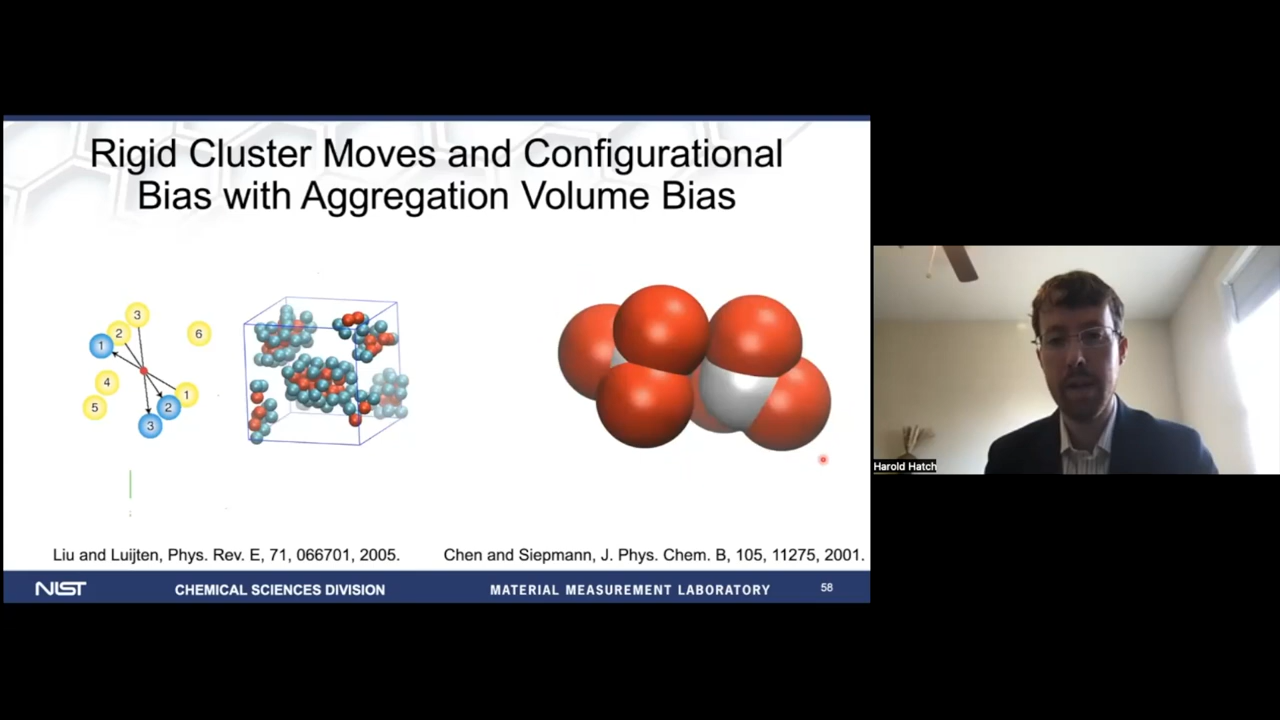 Rigid Cluster Moves and Configurational
Bias with Aggregation Volume Bias
3
2
1
6
4
5
1
2
3
Liu and Luijten, Phys. Rev. E, 71, 066701, 2005.
Chen and Siepmann, J. Phys. Chem. B, 105, 11275, 2001.
NIST
CHEMICAL SCIENCES DIVISION
MATERIAL MEASUREMENT LABORATORY
58
Harold Hatch